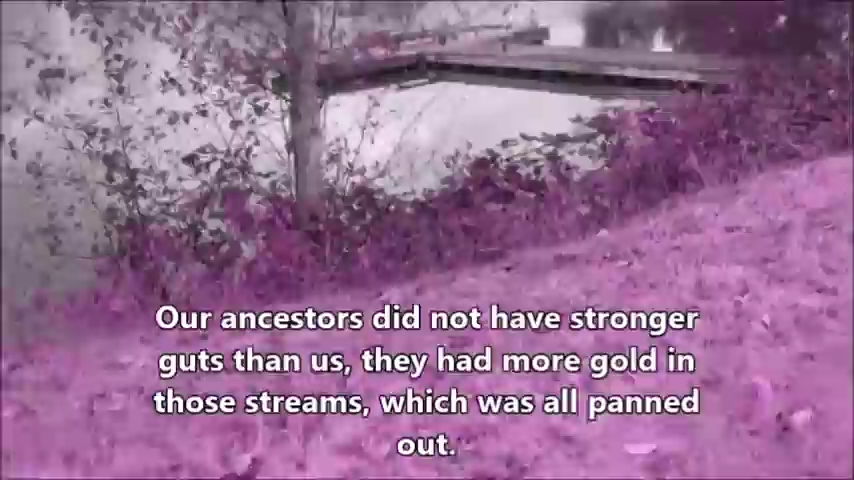 Our ancestors did not have stronger
guts than us, they had more gold in
those streams, which was all panned
out.